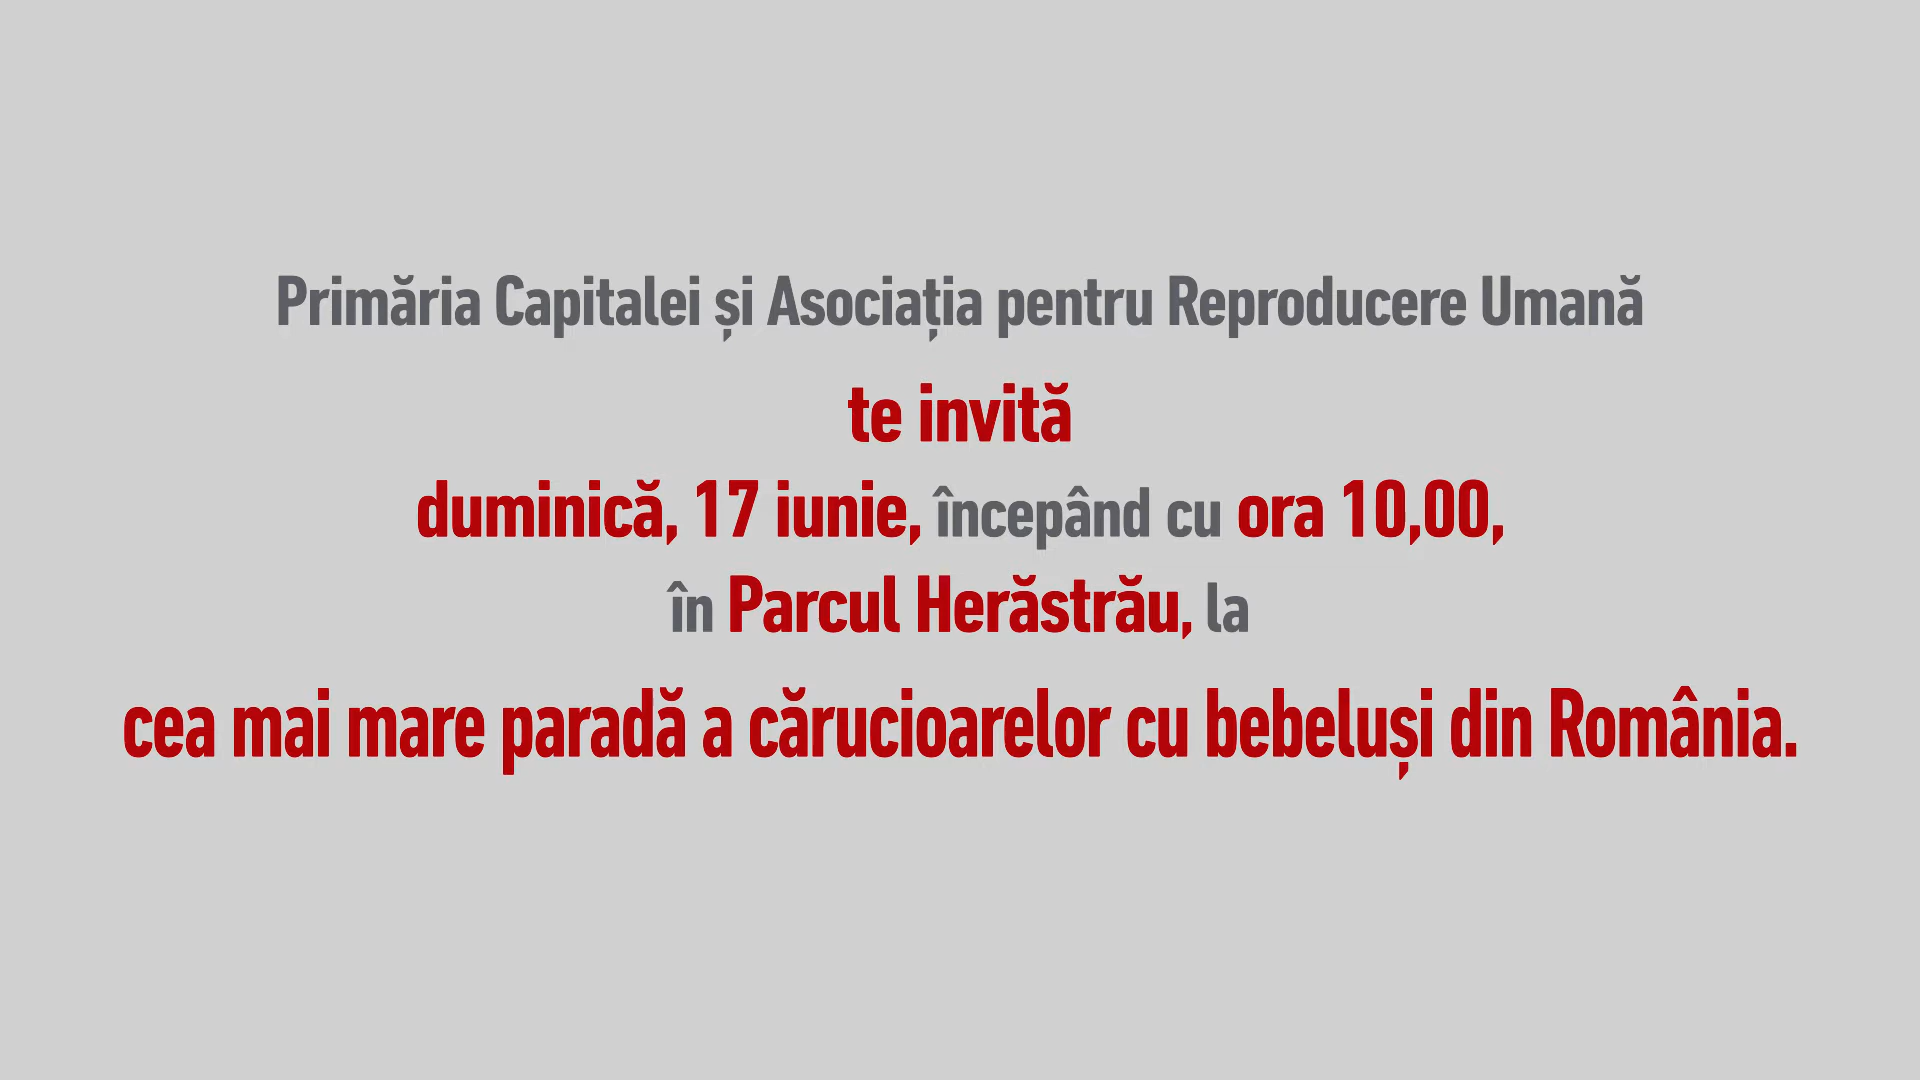 Primăria Capitalei și Asociația pentru Reproducere Umană
te invită
duminică, 17 iunie, începând cu ora 10,00,
în Parcul Herăstrău, la
cea mai mare paradă a cărucioarelor cu bebeluși din România.